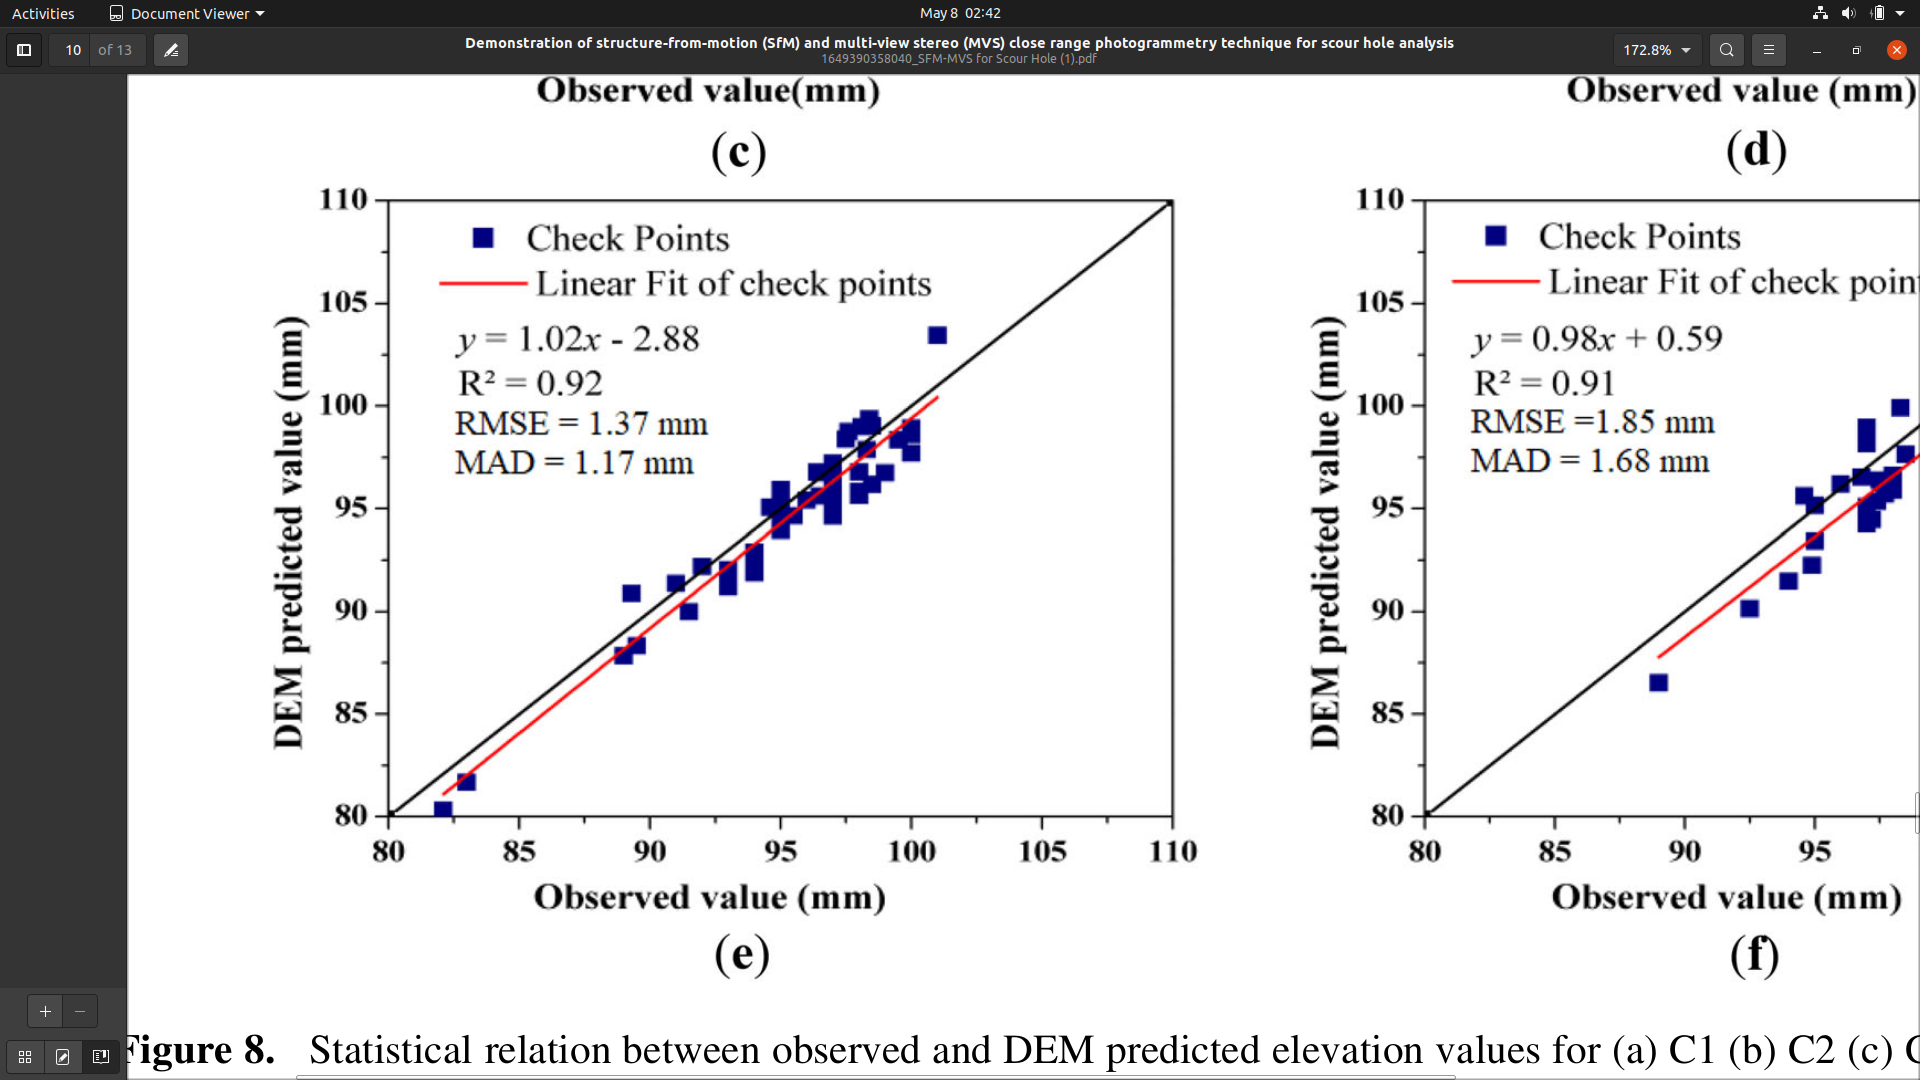 Activities
Document Viewer
May 8 02:42
10 of 13
Demonstration of structure-from-motion (SfM) and multi-view stereo (MVS) close range photogrammetry technique for scour hole analysis
1649390358040_SFM-MVS for Scour Hole (1).pdf
172.8%
Observed value(mm)
(c)
110
105
100
95
90
85
80
DEM predicted value (mm)
Check Points
Linear Fit of check points
y = 1.02x - 2.88
R² = 0.92
RMSE = 1.37 mm
MAD = 1.17 mm
80 85 90 95 100 105 110
Observed value (mm)
(e)
Observed value (mm)
(d)
110
105
100
95
90
85
80
DEM predicted value (mm)
Check Points
Linear Fit of check poin
y = 0.98x + 0.59
R² = 0.91
RMSE =1.85 mm
MAD = 1.68 mm
80 85 90 95
Observed value (mm)
(f)
Figure 8. Statistical relation between observed and DEM predicted elevation values for (a) C1 (b) C2 (c)